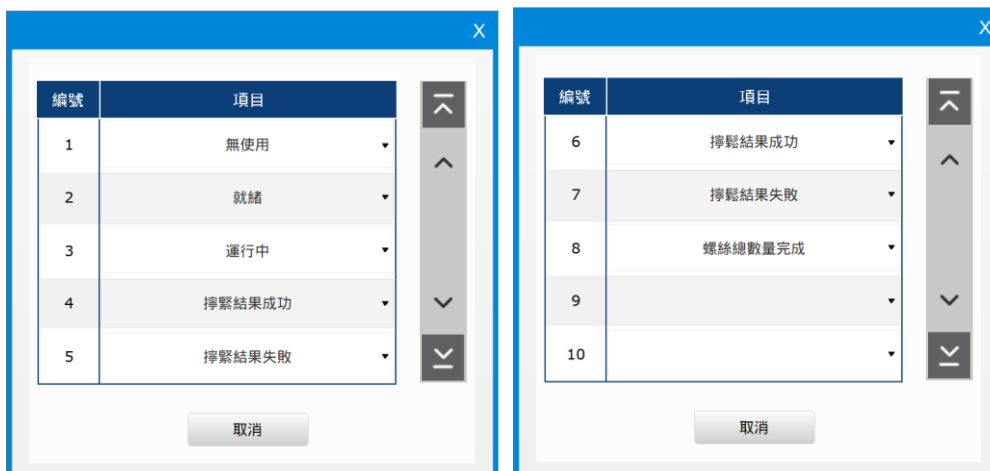 X
編號 項目
1 無使用
2 就緒
3 運行中
4 擰緊結果成功
5 擰緊結果失敗
取消
X
編號 項目
6 擰鬆結果成功
7 擰鬆結果失敗
8 螺絲總數量完成
9
10
取消